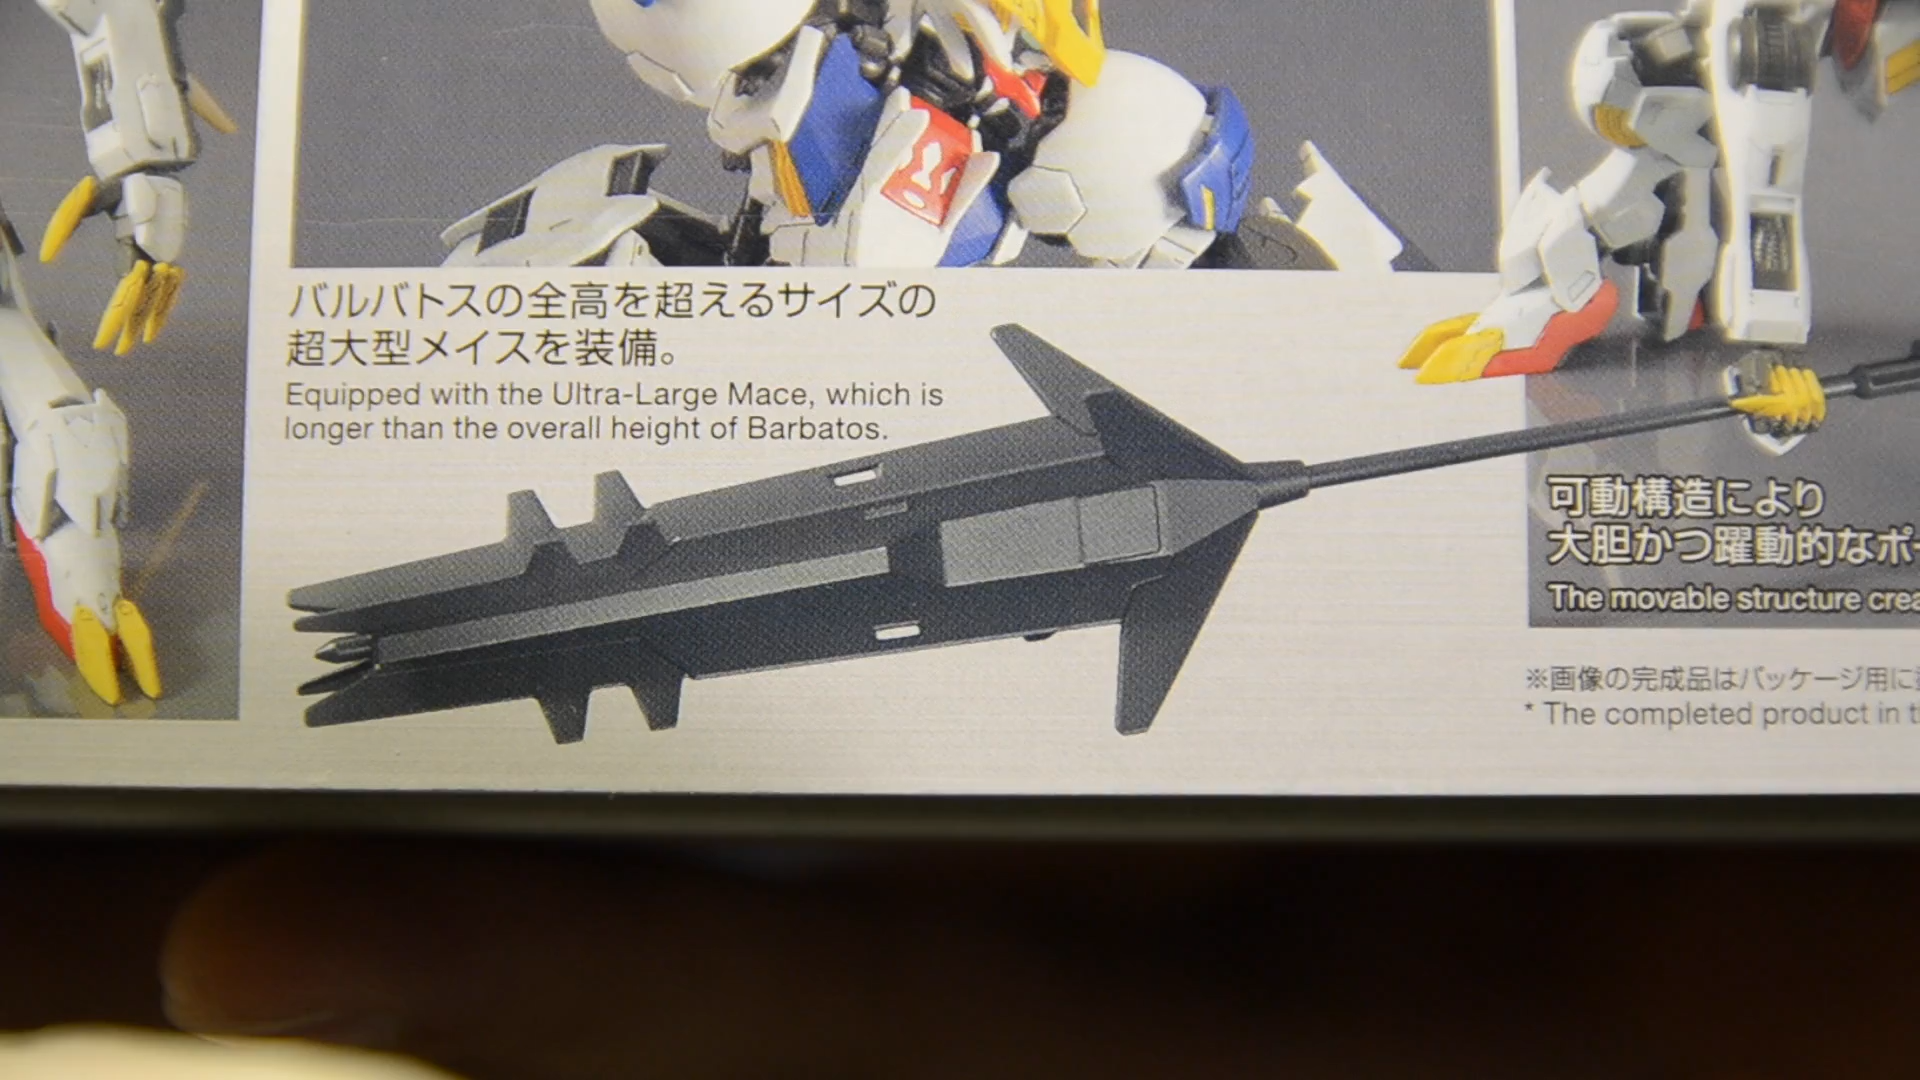 バルバトスの全高を超えるサイズの
超大型メイスを装備。
Equipped with the Ultra-Large Mace, which is
longer than the overall height of Barbatos.
可動構造により
大胆かつ躍動的なポー
The movable structure crea
※画像の完成品はパッケージ用に
* The completed product in t